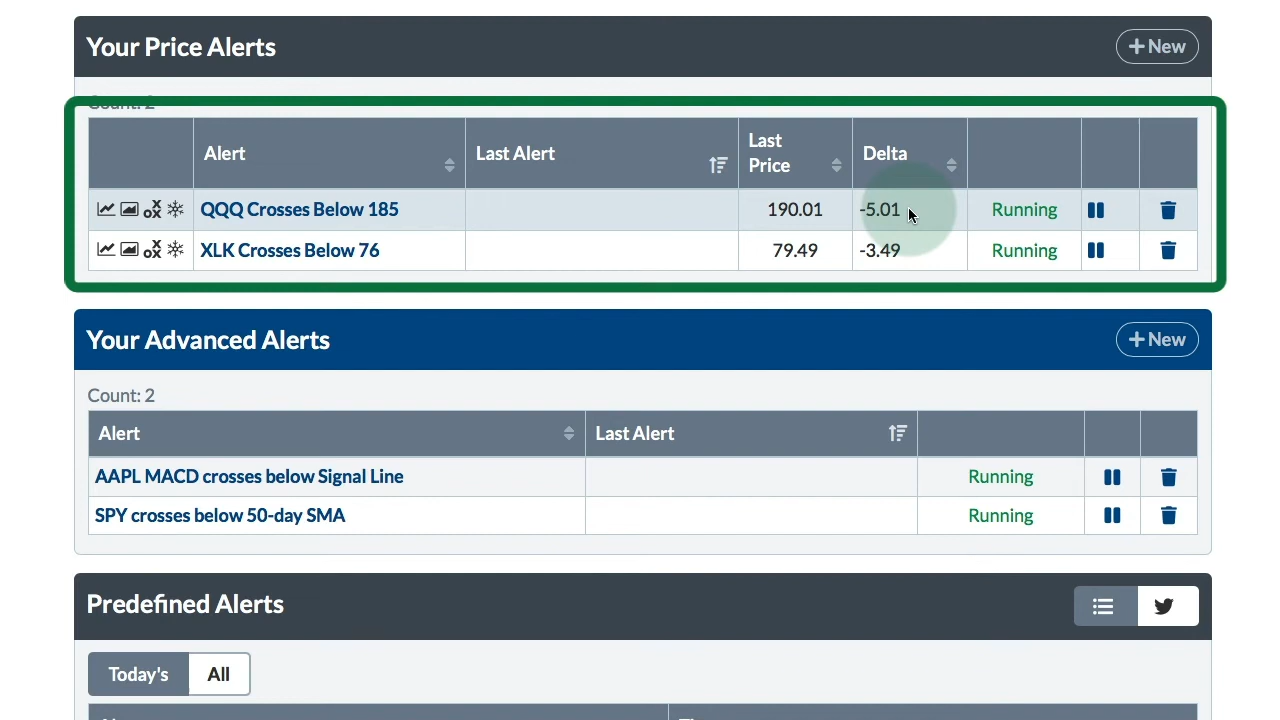 Your Price Alerts
New
Count: 2
Alert Last Alert Last Price Delta
QQQ Crosses Below 185 190.01 -5.01 Running
XLK Crosses Below 76 79.49 -3.49 Running
Your Advanced Alerts
New
Count: 2
Alert Last Alert
AAPL MACD crosses below Signal Line Running
SPY crosses below 50-day SMA Running
Predefined Alerts
Today's All